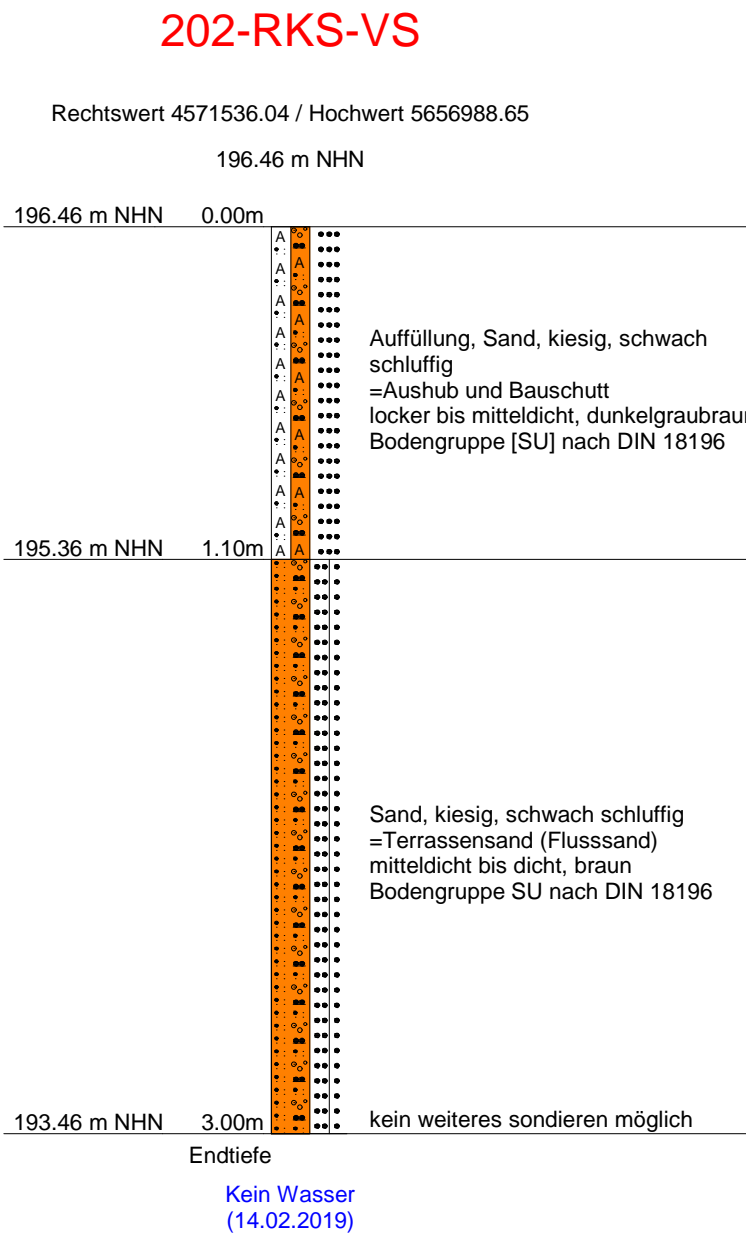 202-RKS-VS
Rechtswert 4571536.04 / Hochwert 5656988.65
196.46 m NHN
196.46 m NHN 0.00m
Auffüllung, Sand, kiesig, schwach
schluffig
=Aushub und Bauschutt
locker bis mitteldicht, dunkelgraubraun
Bodengruppe [SU] nach DIN 18196
195.36 m NHN 1.10m
Sand, kiesig, schwach schluffig
=Terrassensand (Flusssand)
mitteldicht bis dicht, braun
Bodengruppe SU nach DIN 18196
193.46 m NHN 3.00m kein weiteres sondieren möglich
Endtiefe
Kein Wasser
(14.02.2019)